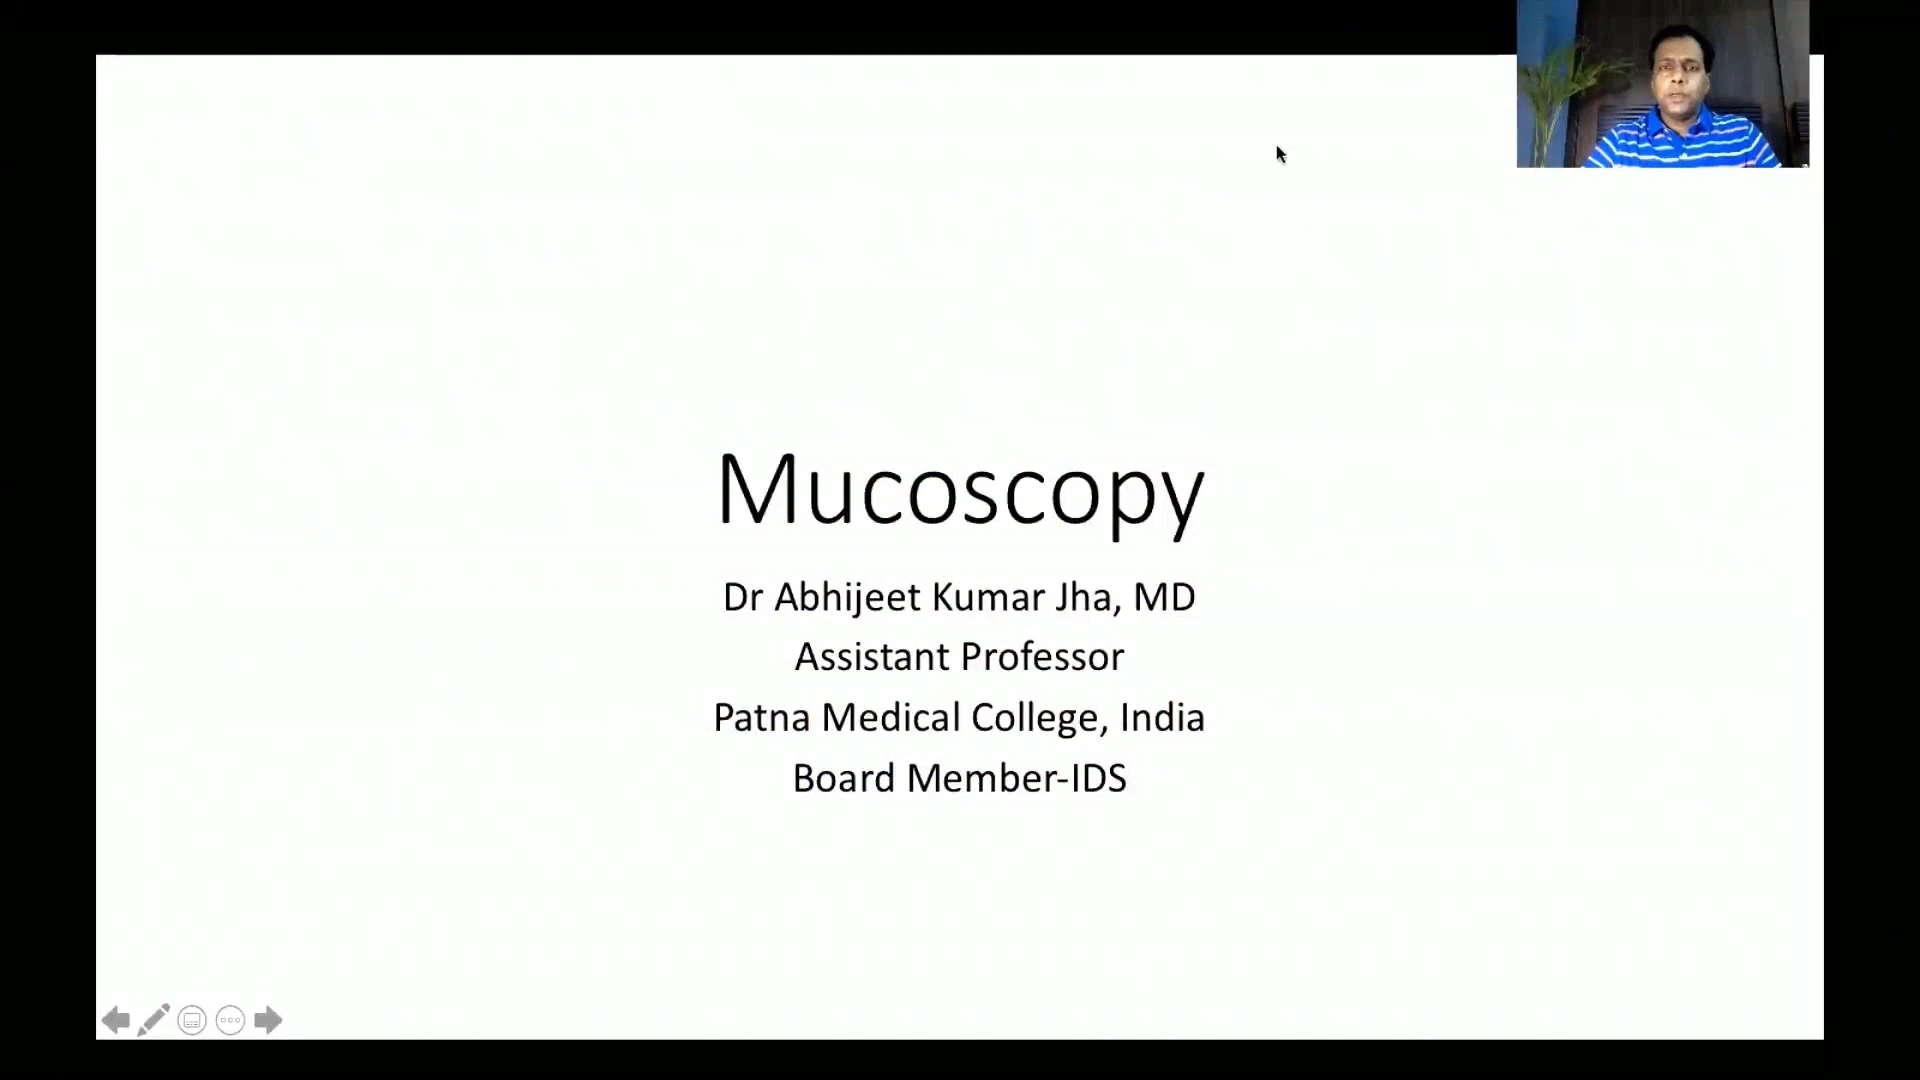 Mucoscopy
Dr Abhijeet Kumar Jha, MD
Assistant Professor
Patna Medical College, India
Board Member-IDS